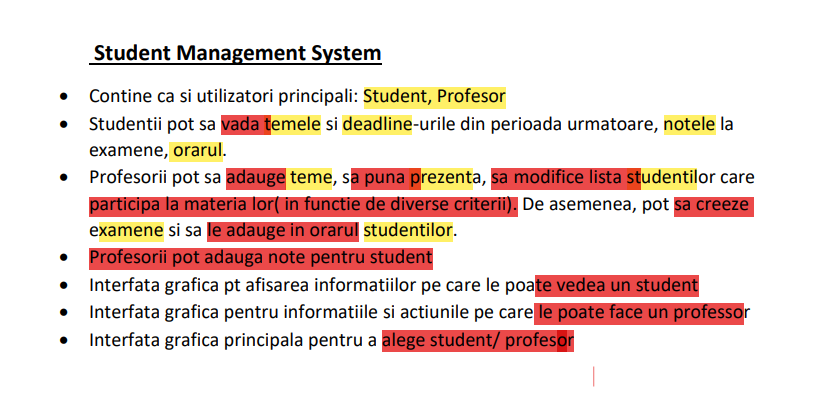 Student Management System
• Contine ca si utilizatori principali: Student, Profesor
• Studentii pot sa vada temele si deadline-urile din perioada urmatoare, notele la
examene, orarul.
• Profesorii pot sa adauge teme, sa puna prezenta, sa modifice lista studentilor care
participa la materia lor( in functie de diverse criterii). De asemenea, pot sa creeze
examene si sa le adauge in orarul studentilor.
• Profesorii pot adauga note pentru student
• Interfata grafica pt afisarea informatiilor pe care le poate vedea un student
• Interfata grafica pentru informatiile si actiunile pe care le poate face un professor
• Interfata grafica principala pentru a alege student/ profesor